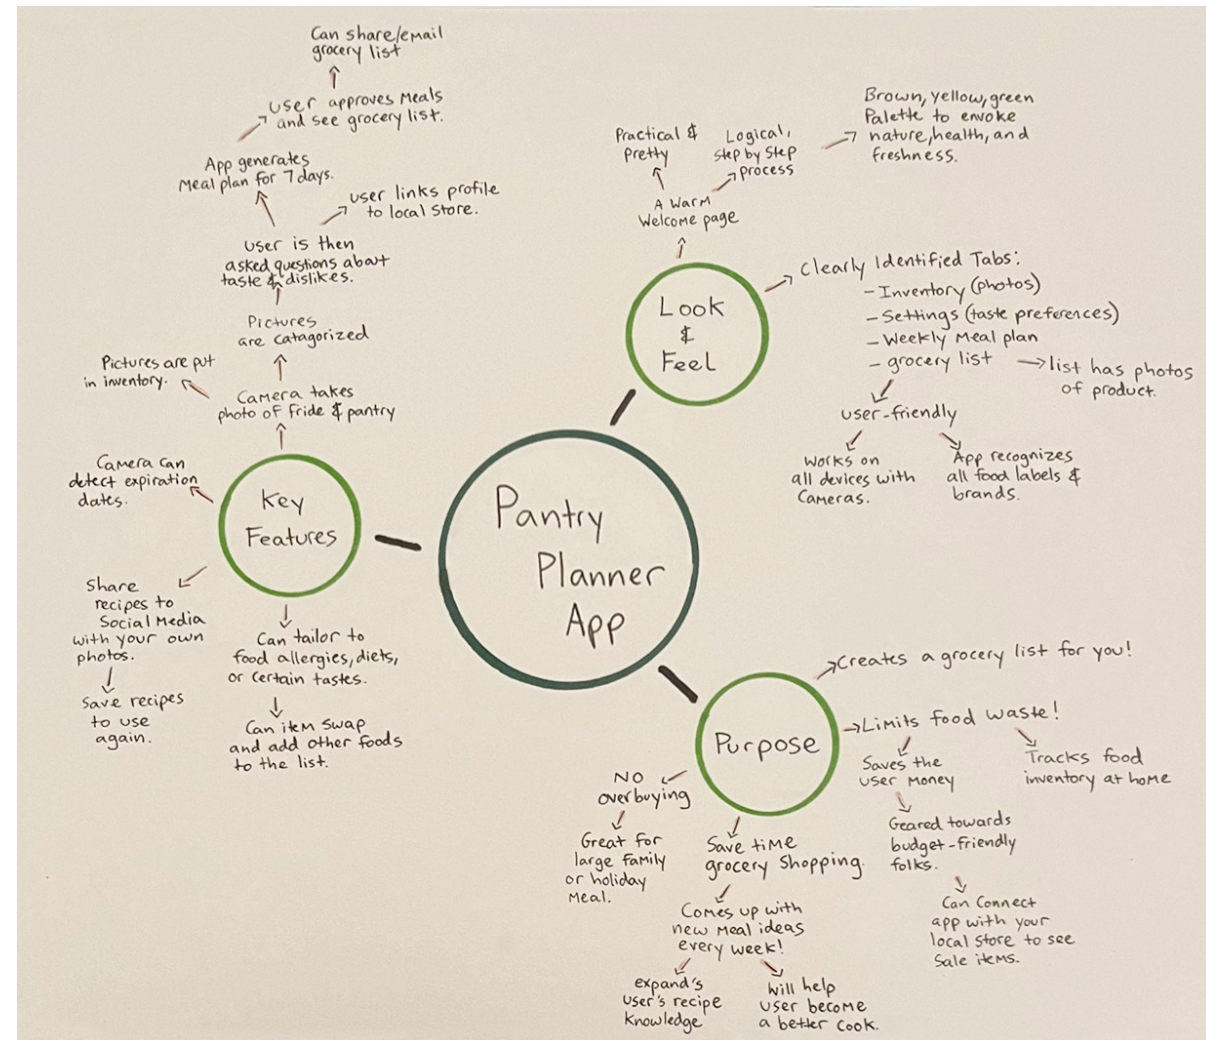 Can share/email
grocery list
User approves Meals
and see grocery list.
App generates
Meal plan for 7 days.
User links profile
to local Store.
User is then
asked questions about
taste & dislikes.
Pictures
are catagorized
Pictures are put
in inventory.
Camera takes
photo of fride & pantry
Camera can
detect expiration
dates.
Key
Features
Share
recipes to
Social Media
with your own
photos.
Save recipes
to use
again.
Can tailor to
food allergies, diets,
or certain tastes.
Can item swap
and add other foods
to the list.
Pantry
Planner
App
Practical &
Pretty
Logical,
step by step
process
Brown, yellow, green
Palette to envoke
nature, health, and
freshness.
A Warm
Welcome page
Look
&
Feel
Clearly Identified Tabs:
- Inventory (photos)
- Settings (taste preferences)
- Weekly Meal plan
- grocery list
list has photos
of product.
user-friendly
Works on
all devices with
Cameras.
App recognizes
all food labels &
brands.
Purpose
Creates a grocery list for you!
Limits food waste!
Saves the
user Money
Tracks food
inventory at home
Geared towards
budget-friendly
folks.
Can Connect
app with your
local Store to see
Sale items.
NO
overbuying
Great for
large family
or holiday
Meal.
Save time
grocery Shopping.
Comes up with
new Meal ideas
every week!
expand's
User's recipe
Knowledge
Will help
user become
a better cook.